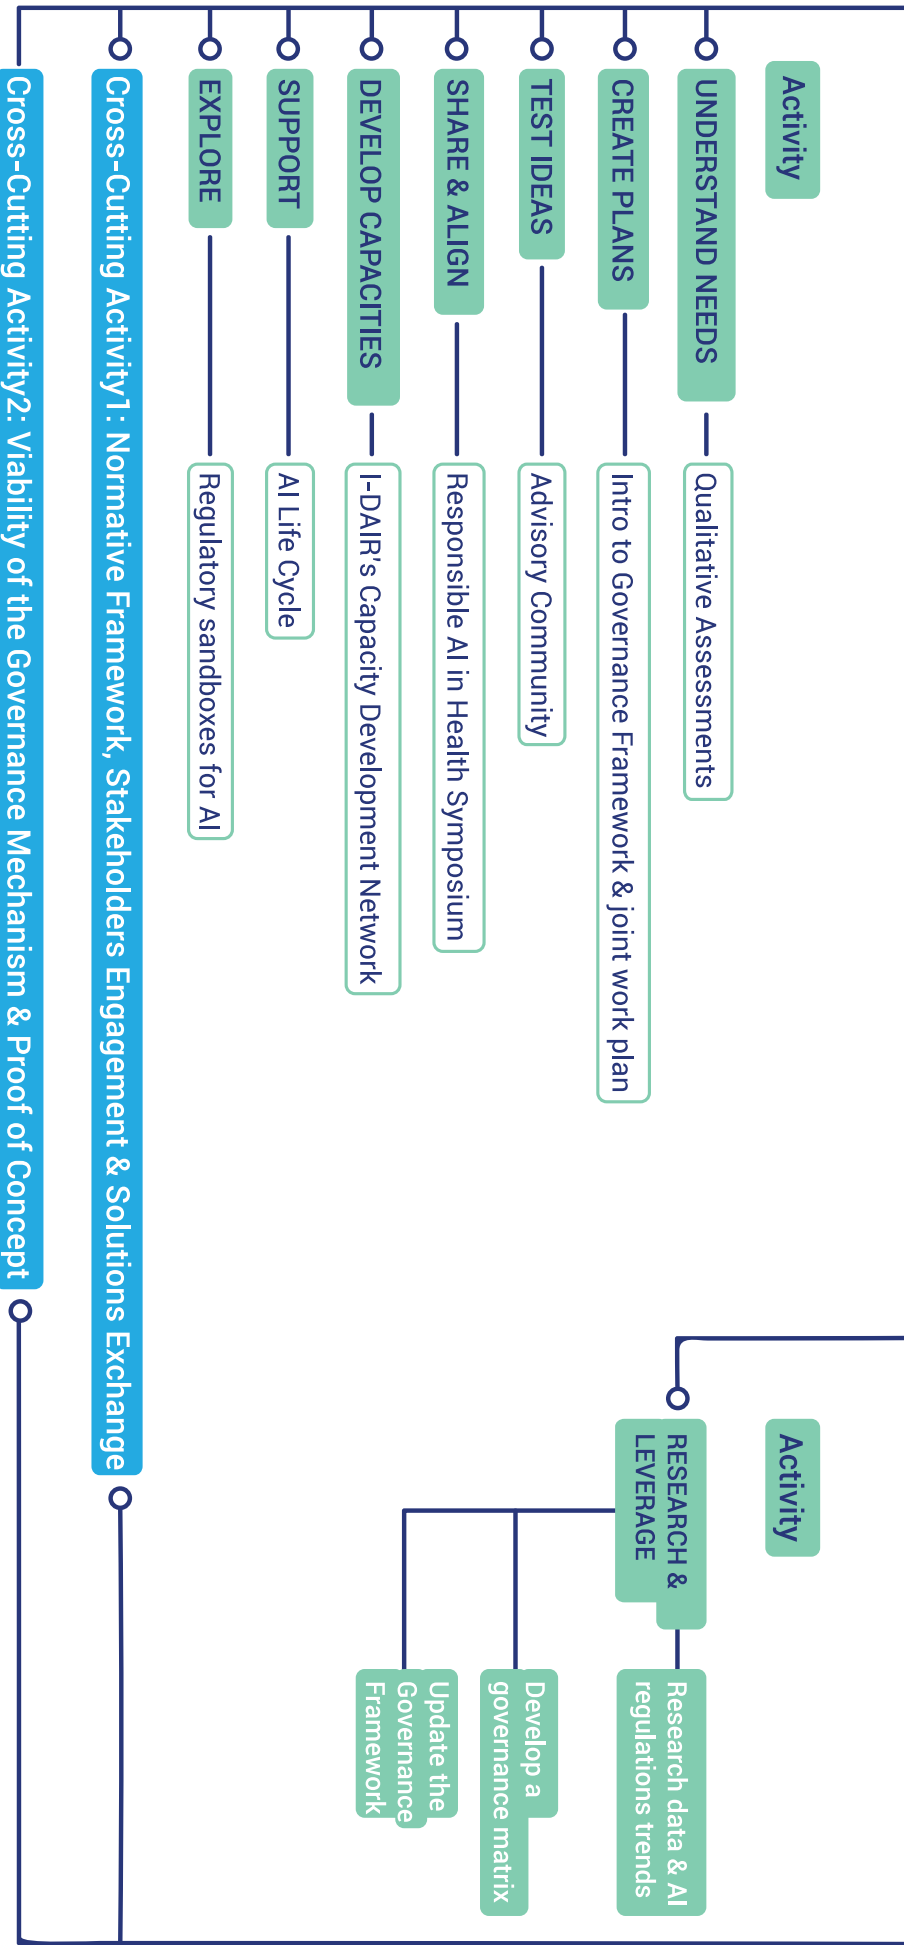 Activity
UNDERSTAND NEEDS
Qualitative Assessments
CREATE PLANS
Intro to Governance Framework & joint work plan
TEST IDEAS
Advisory Community
SHARE & ALIGN
Responsible AI in Health Symposium
DEVELOP CAPACITIES
I-DAIR's Capacity Development Network
SUPPORT
AI Life Cycle
EXPLORE
Regulatory sandboxes for AI
Cross-Cutting Activity1: Normative Framework, Stakeholders Engagement & Solutions Exchange
Cross-Cutting Activity2: Viability of the Governance Mechanism & Proof of Concept
Activity
RESEARCH &
LEVERAGE
Research data & AI
regulations trends
Develop a
governance matrix
Update the
Governance
Framework